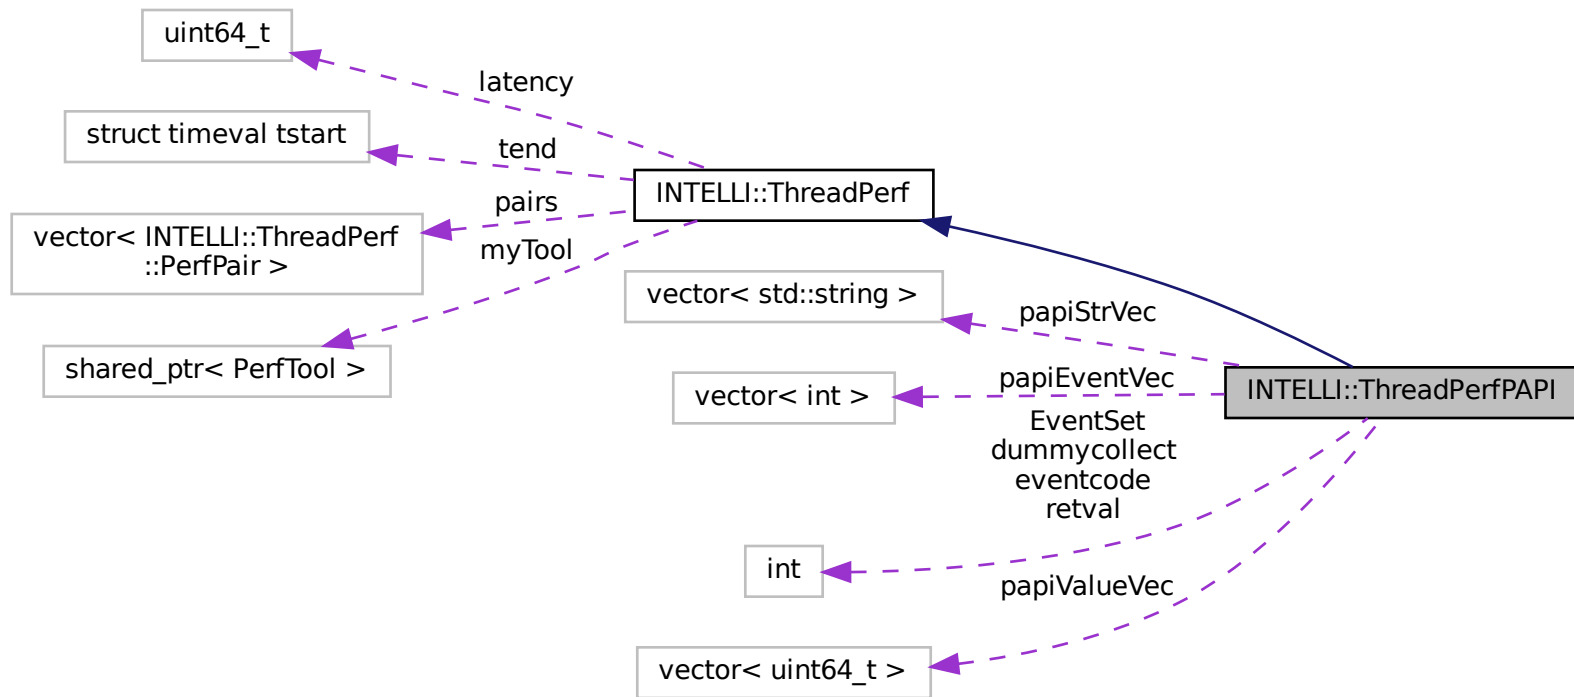 uint64_t
latency
struct timeval tstart
tend
INTELLI::ThreadPerf
pairs
vector< INTELLI::ThreadPerf
::PerfPair >
myTool
vector< std::string >
papiStrVec
shared_ptr< PerfTool >
papiEventVec
vector< int >
INTELLI::ThreadPerfPAPI
EventSet
dummycollect
eventcode
retval
int
papiValueVec
vector< uint64_t >